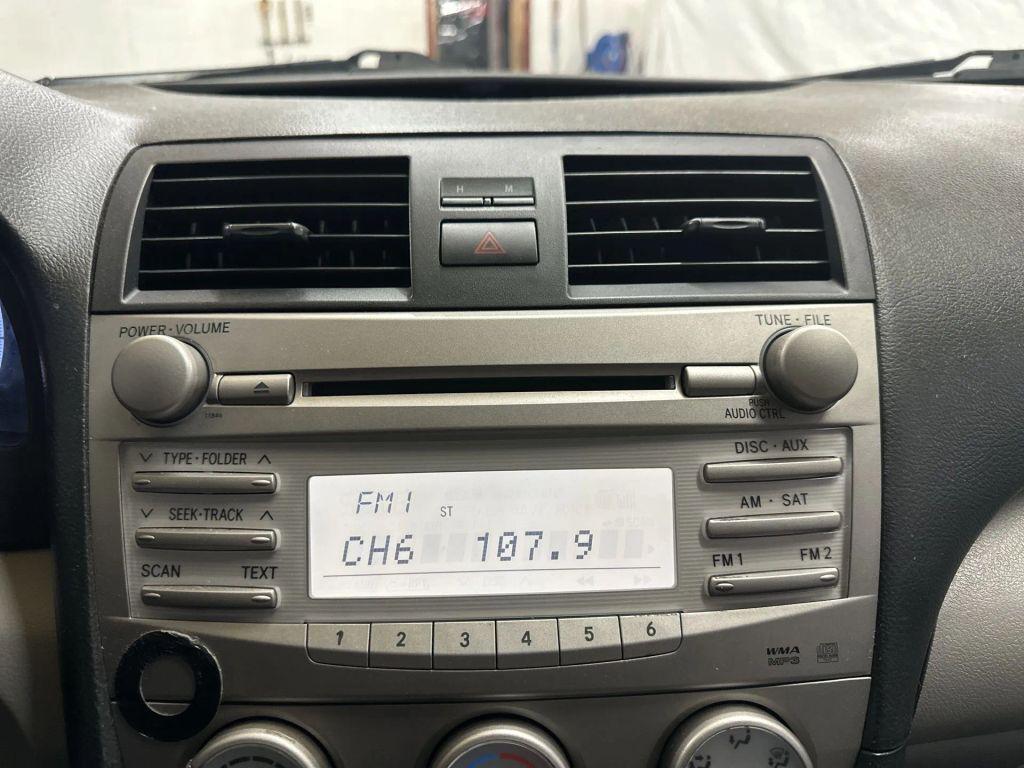 H M
POWER·VOLUME
TUNE·FILE
11844
PUSH
AUDIO CTRL
TYPE·FOLDER
DISC·AUX
SEEK·TRACK
AM·SAT
SCAN TEXT
FM1 FM2
FM1 ST
CH6 107.9
1 2 3 4 5 6
WMA
MP3